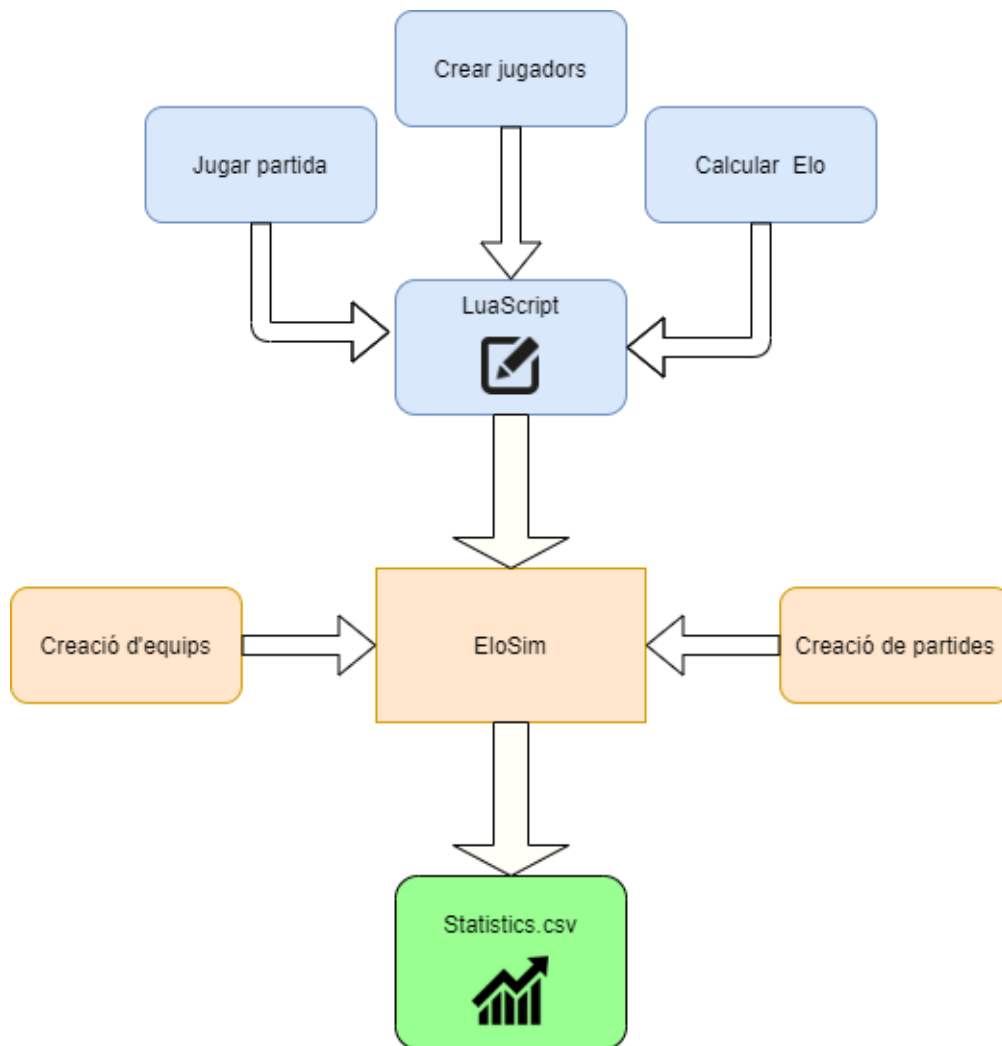 Crear jugadors
Jugar partida
Calcular Elo
LuaScript
Creació d'equips
EloSim
Creació de partides
Statistics.csv